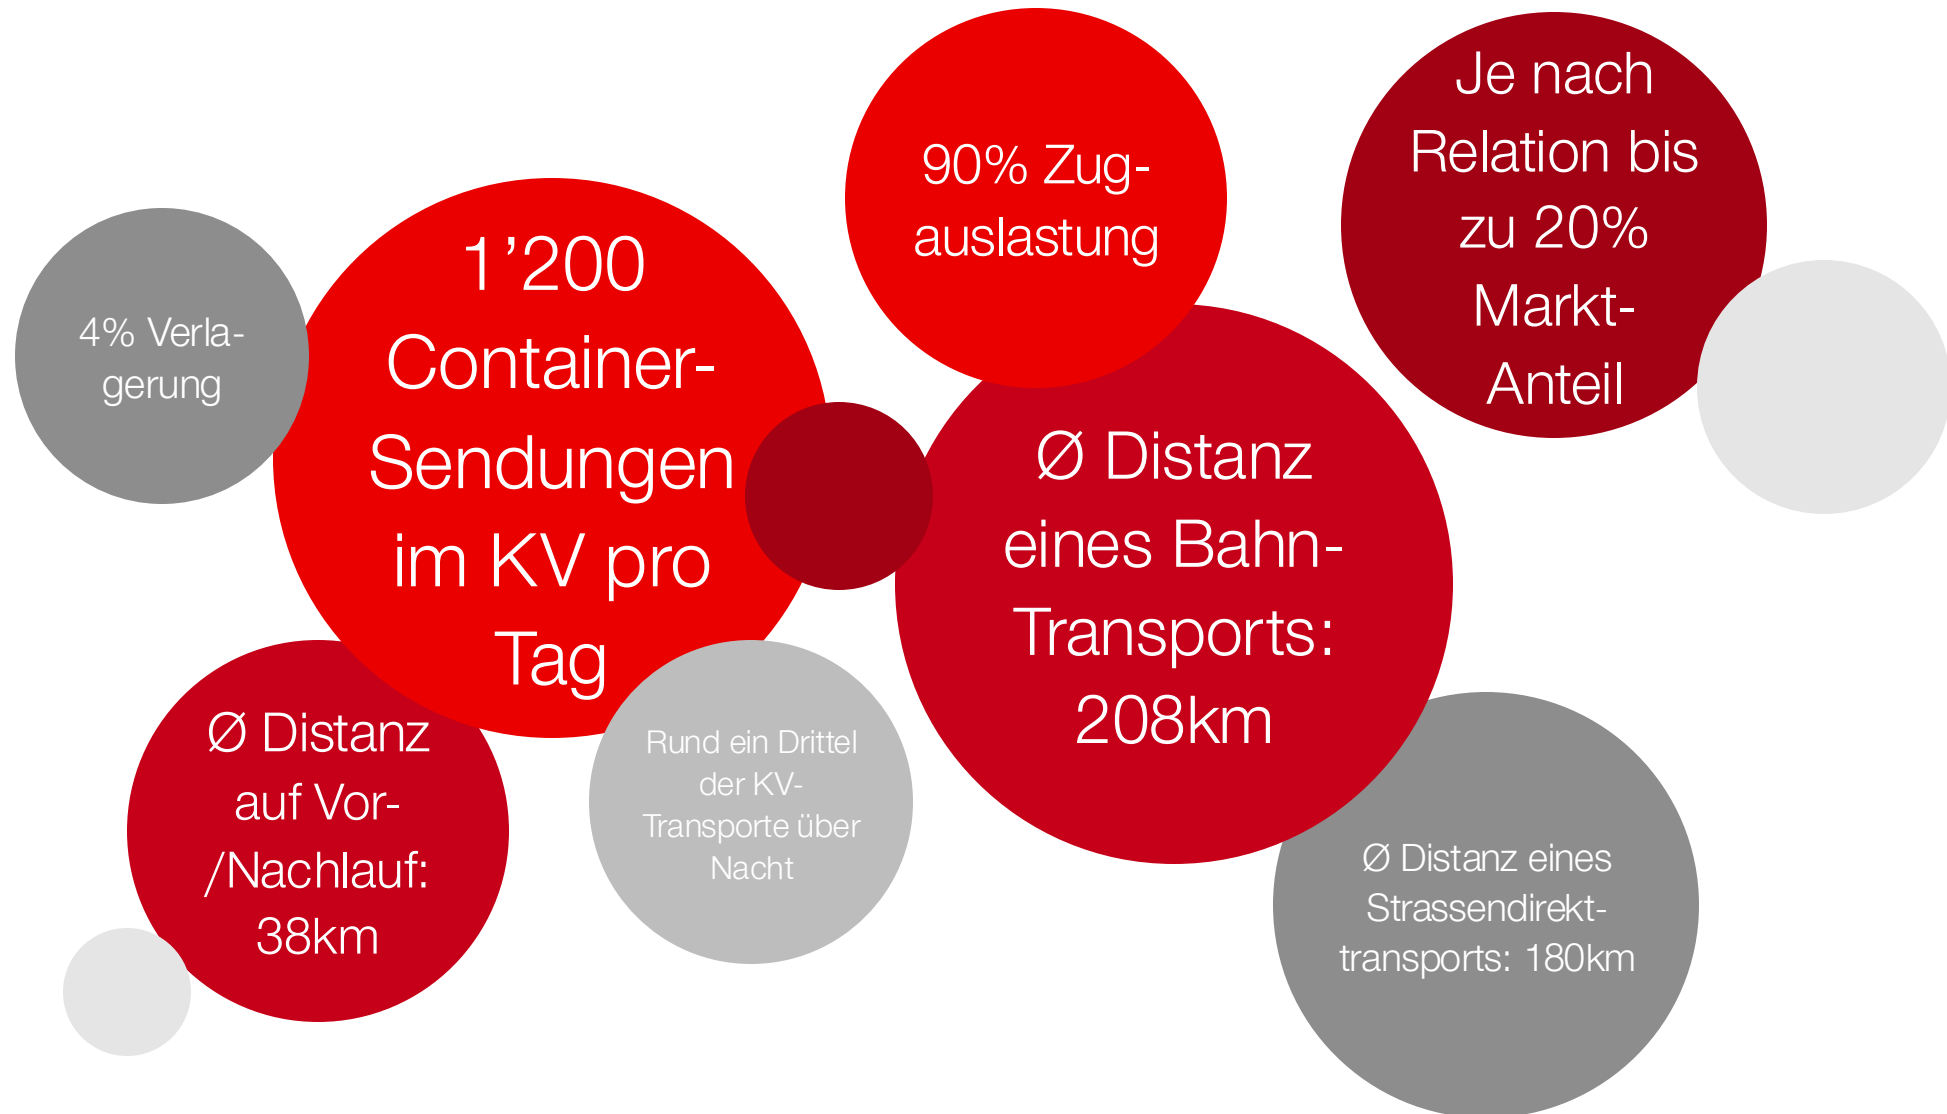 4% Verla-
gerung
1’200
Container-
Sendungen
im KV pro
Tag
90% Zug-
auslastung
Je nach
Relation bis
zu 20%
Markt-
Anteil
Ø Distanz
eines Bahn-
Transports:
208km
Ø Distanz
auf Vor-
/Nachlauf:
38km
Rund ein Drittel
der KV-
Transporte über
Nacht
Ø Distanz eines
Strassendirekt-
transports: 180km